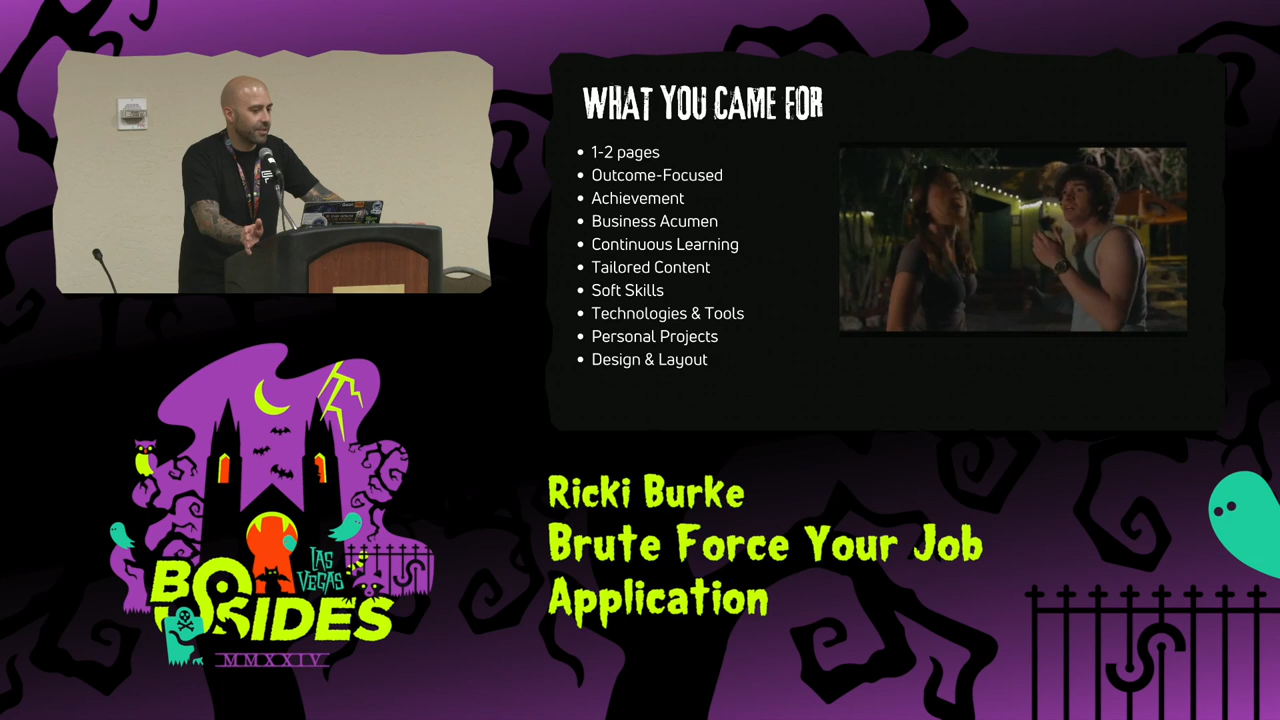 WHAT YOU CAME FOR
1-2 pages
Outcome-Focused
Achievement
Business Acumen
Continuous Learning
Tailored Content
Soft Skills
Technologies & Tools
Personal Projects
Design & Layout
Ricki Burke
Brute Force Your Job
Application
LAS
VEGAS
BSIDES
MMXXIV